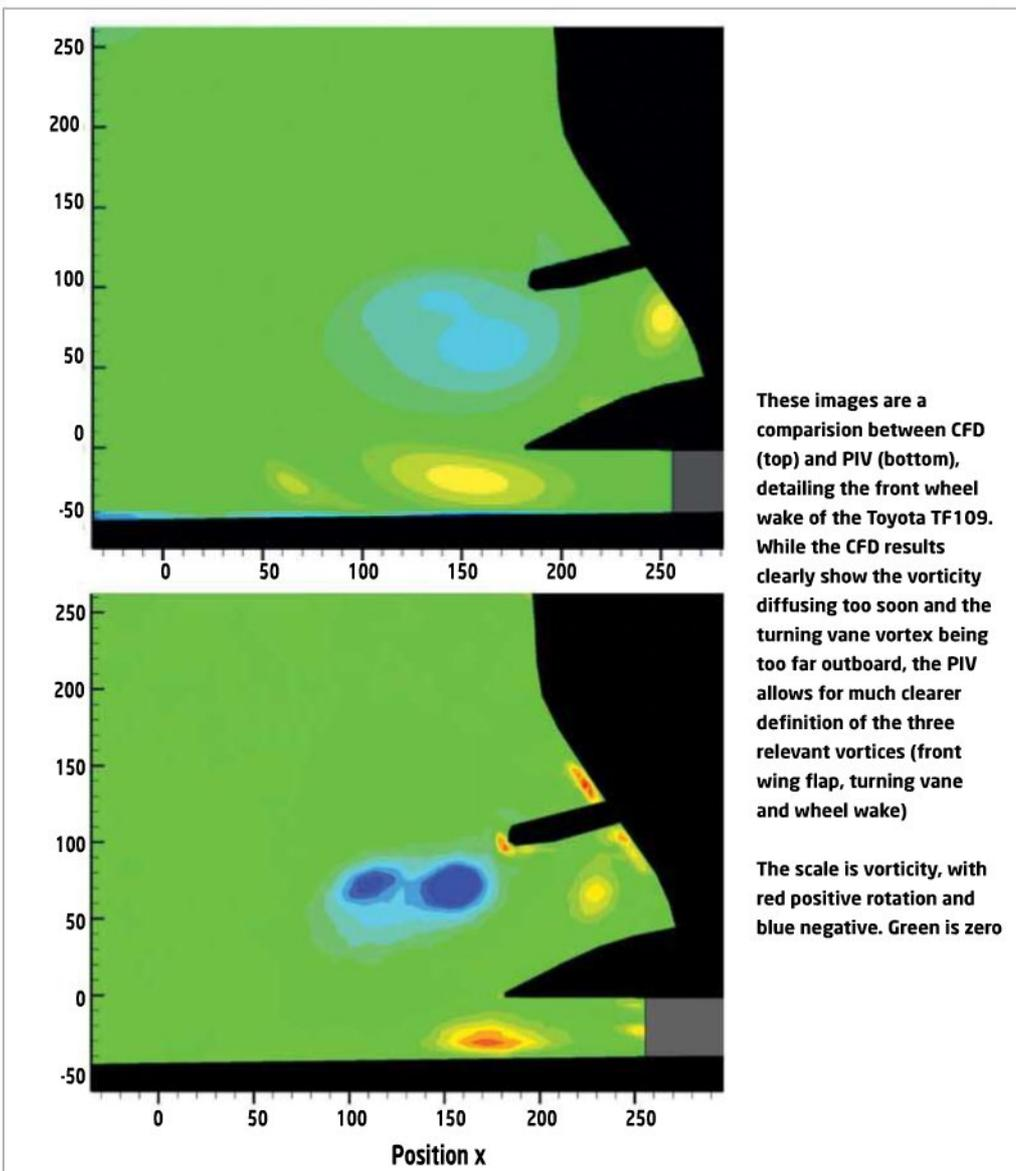 250
200
150
100
50
0
-50
0 50 100 150 200 250
250
200
150
100
50
0
-50
0 50 100 150 200 250
Position x
These images are a
comparision between CFD
(top) and PIV (bottom),
detailing the front wheel
wake of the Toyota TF109.
While the CFD results
clearly show the vorticity
diffusing too soon and the
turning vane vortex being
too far outboard, the PIV
allows for much clearer
definition of the three
relevant vortices (front
wing flap, turning vane
and wheel wake)
The scale is vorticity, with
red positive rotation and
blue negative. Green is zero